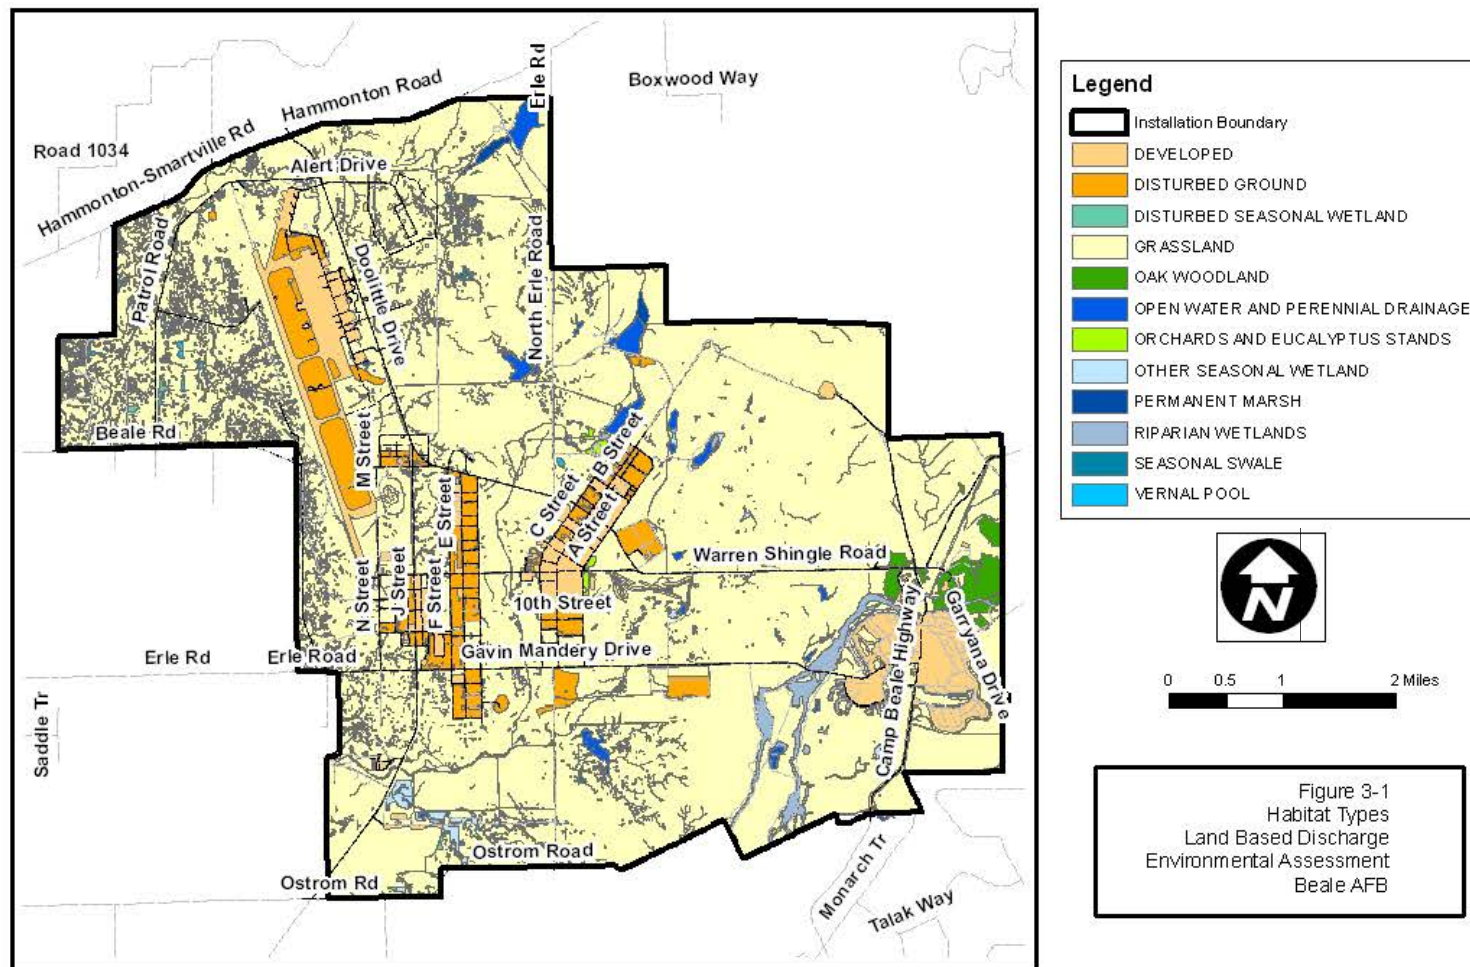 Erle Rd
Boxwood Way
Hammonton Road
Hammonton-Smartville Rd
Road 1034
Alert Drive
Patrol Road
Doolittle Drive
North Erle Road
Beale Rd
M Street
E Street
C Street
B Street
A Street
Warren Shingle Road
N Street
J Street
F Street
10th Street
Gavin Mandery Drive
Erle Rd
Erle Road
Camp Beale Highway
Garryana Drive
Saddle Tr
Ostrom Road
Ostrom Rd
Monarch Tr
Talak Way
Legend
Installation Boundary
DEVELOPED
DISTURBED GROUND
DISTURBED SEASONAL WETLAND
GRASSLAND
OAK WOODLAND
OPEN WATER AND PERENNIAL DRAINAGE
ORCHARDS AND EUCALYPTUS STANDS
OTHER SEASONAL WETLAND
PERMANENT MARSH
RIPARIAN WETLANDS
SEASONAL SWALE
VERNAL POOL
N
0 0.5 1 2 Miles
Figure 3-1
Habitat Types
Land Based Discharge
Environmental Assessment
Beale AFB